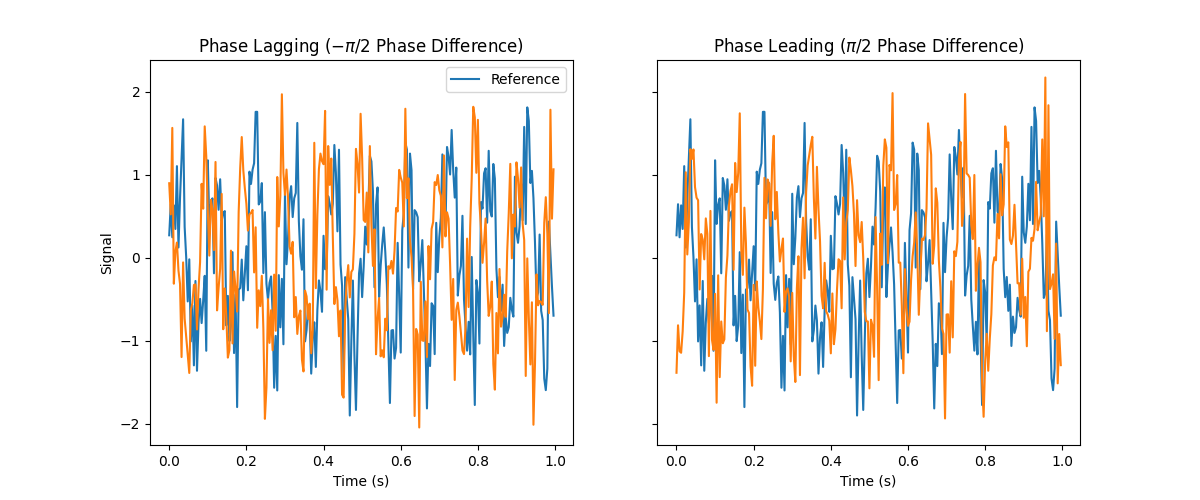 Phase Lagging (−π/2 Phase Difference)
Phase Leading (π/2 Phase Difference)
Reference
Signal
2
1
0
−1
−2
0.0 0.2 0.4 0.6 0.8 1.0
0.0 0.2 0.4 0.6 0.8 1.0
Time (s)
Time (s)